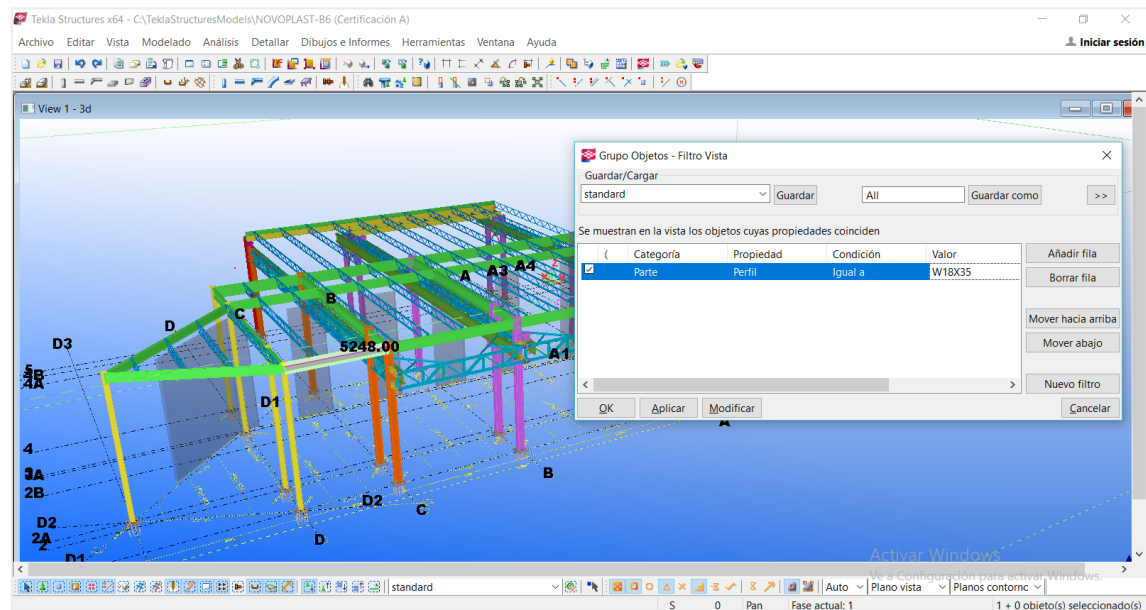 Tekla Structures x64 - C:\TeklaStructuresModels\NOVOPLAST-B6 (Certificación A)
Archivo Editar Vista Modelado Análisis Detallar Dibujos e Informes Herramientas Ventana Ayuda
Iniciar sesión
View 1 - 3d
Grupo Objetos - Filtro Vista
Guardar/Cargar
standard
Guardar
All
Guardar como
>>
Se muestran en la vista los objetos cuyas propiedades coinciden
( Categoría Propiedad Condición Valor
Parte Perfil Igual a W18X35
Añadir fila
Borrar fila
Mover hacia arriba
Mover abajo
Nuevo filtro
OK Aplicar Modificar Cancelar
A A3 A4
B
C
D
D3
5248.00
A1
5B
4A
D1
A
4
3A
2B
B
D2
C
D2
2A
2
D
D1
Activar Windows
Ve a Configuración para activar Windows.
standard
Auto Plano vista Planos contorno
S 0 Pan Fase actual: 1 1 + 0 objeto(s) seleccionado(s)